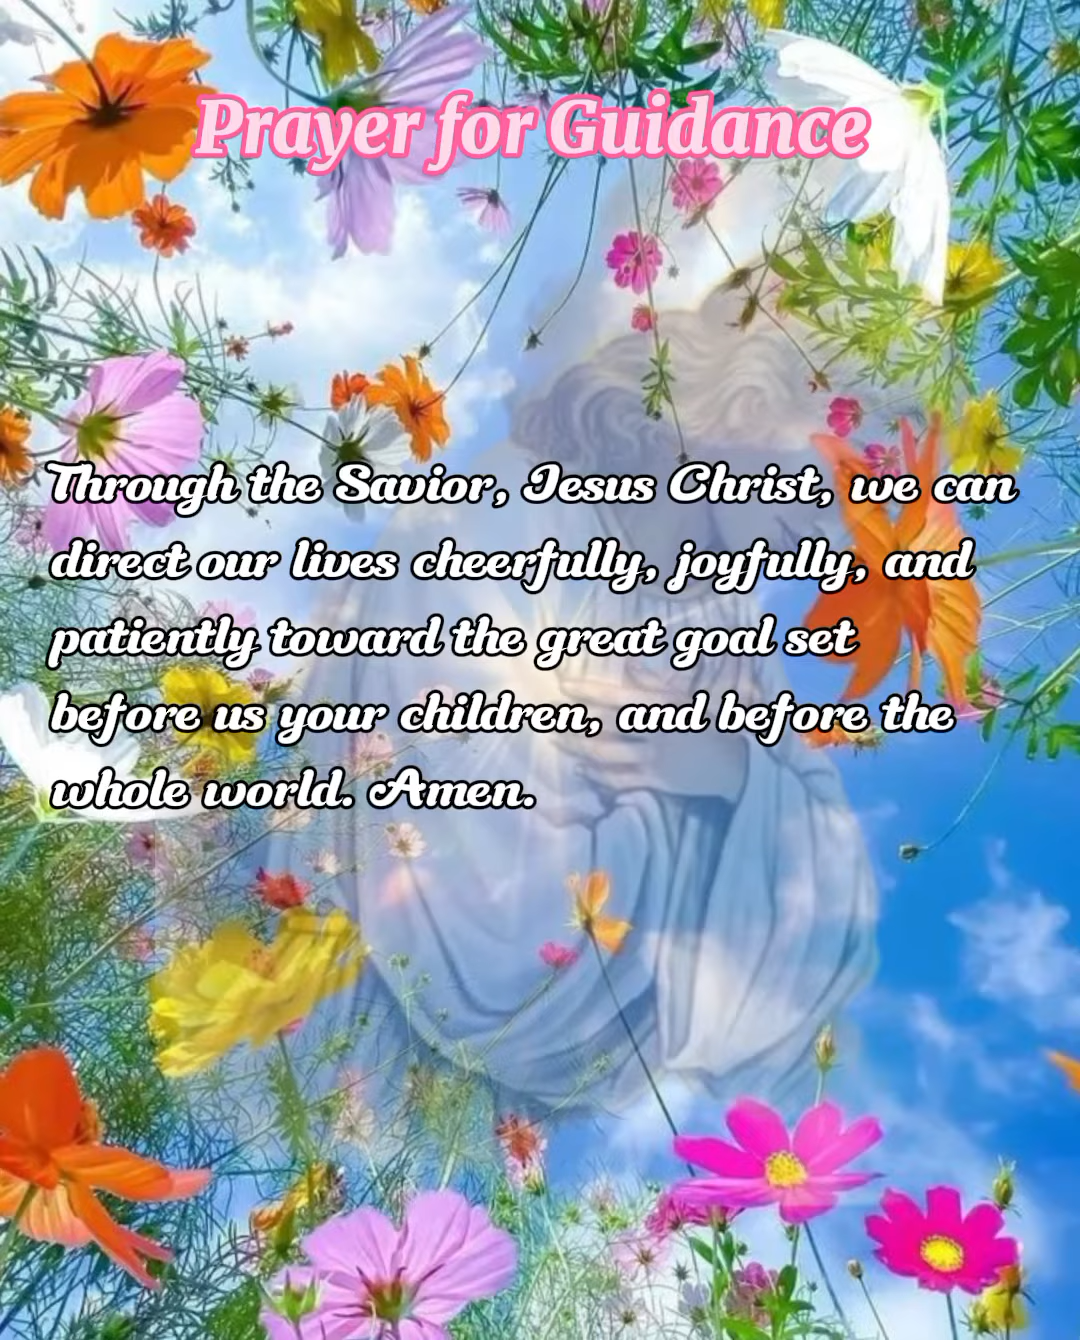 Prayer for Guidance
Through the Savior, Jesus Christ, we can
direct our lives cheerfully, joyfully, and
patiently toward the great goal set
before us your children, and before the
whole world. Amen.